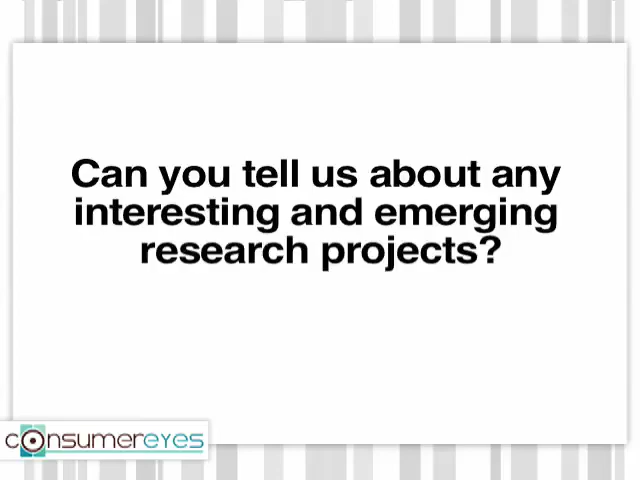 Can you tell us about any
interesting and emerging
research projects?
consumereyes